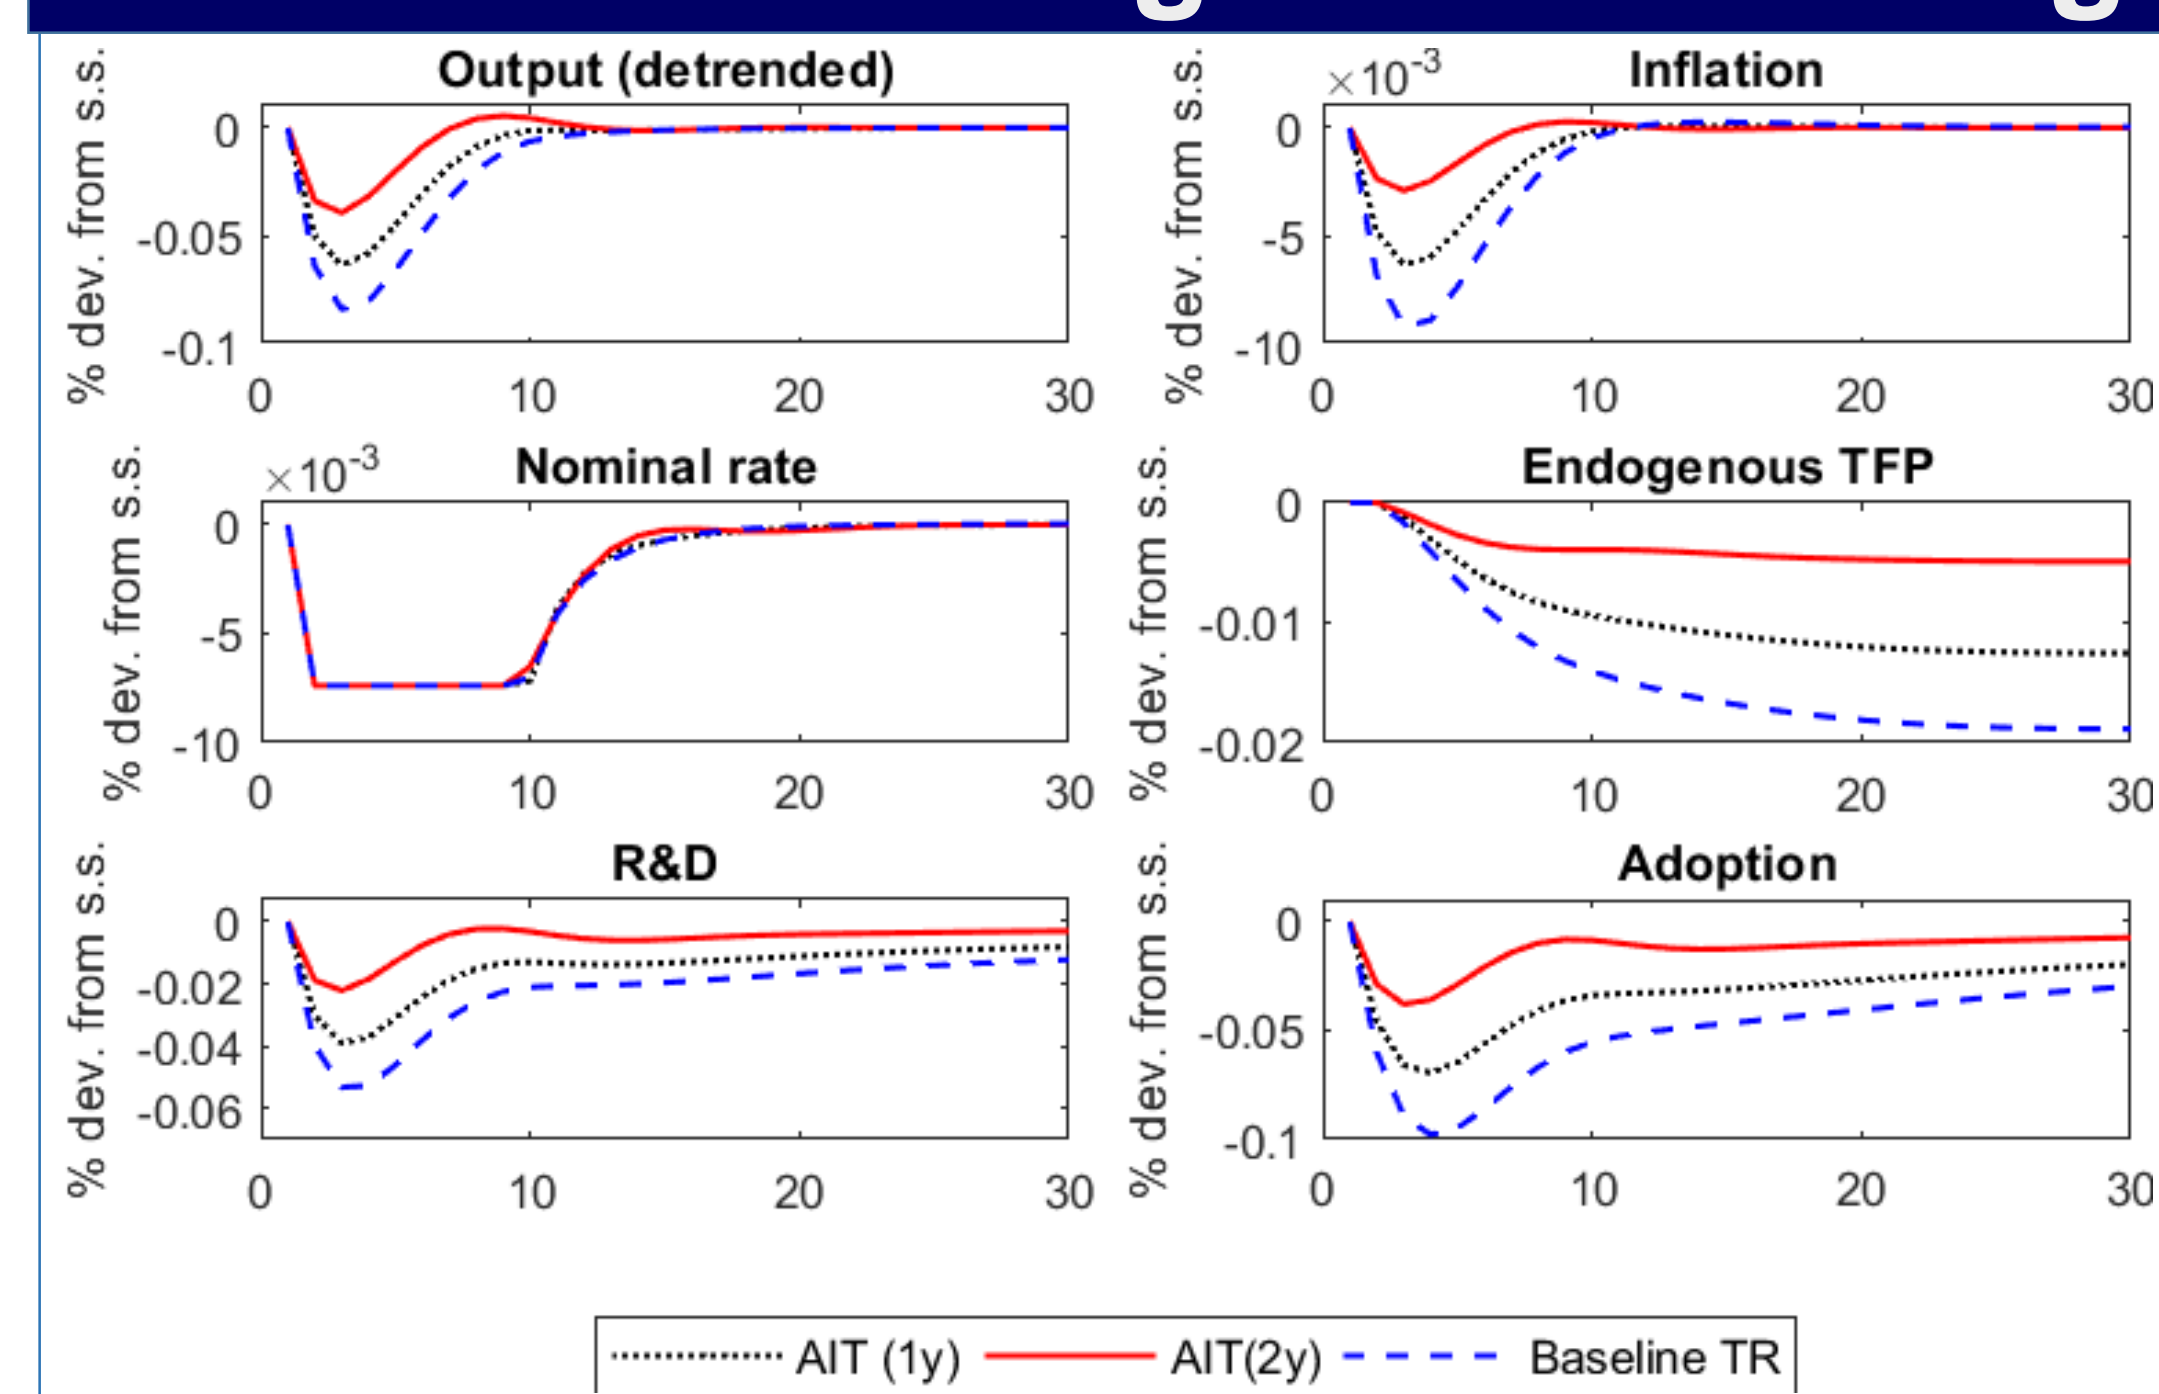 Output (detrended)
% dev. from s.s.
0
-0.05
-0.1
0 10 20 30
×10-3
Inflation
% dev. from s.s.
0
-5
-10
0 10 20 30
×10-3
Nominal rate
% dev. from s.s.
0
-5
-10
0 10 20 30
Endogenous TFP
% dev. from s.s.
0
-0.01
-0.02
0 10 20 30
R&D
% dev. from s.s.
0
-0.02
-0.04
-0.06
0 10 20 30
Adoption
% dev. from s.s.
0
-0.05
-0.1
0 10 20 30
AIT (1y) AIT(2y) Baseline TR